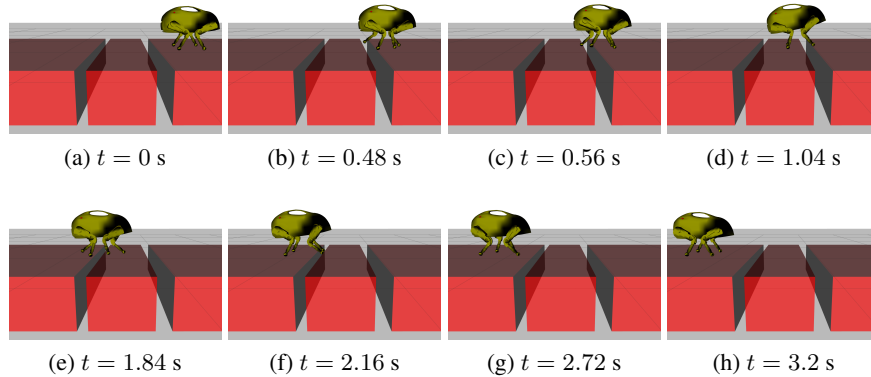 (a) t = 0 s (b) t = 0.48 s (c) t = 0.56 s (d) t = 1.04 s
(e) t = 1.84 s (f) t = 2.16 s (g) t = 2.72 s (h) t = 3.2 s